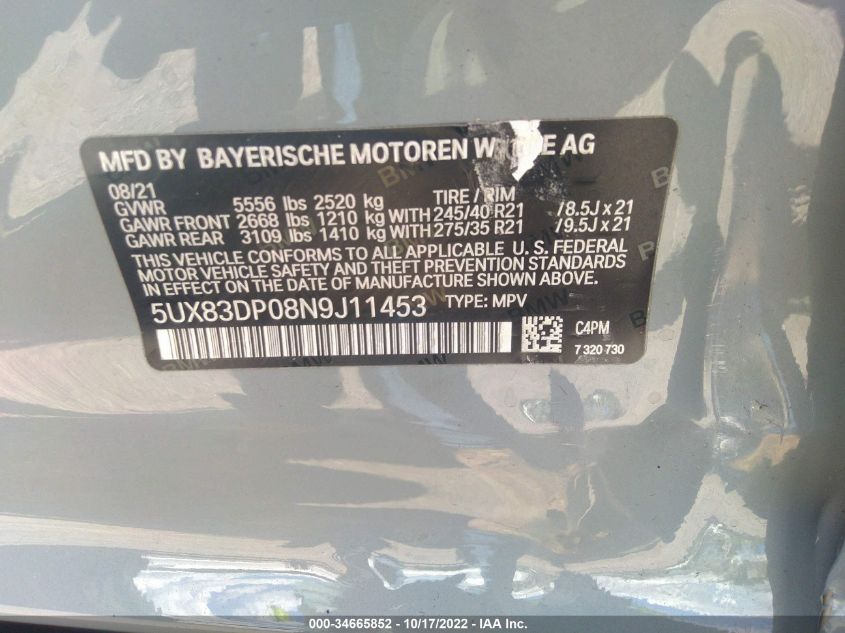 MFD BY BAYERISCHE MOTOREN AG
08/21 TIRE / RIM
GVWR 5556 lbs 2520 kg
GAWR FRONT 2668 lbs 1210 kg WITH 245/40 R21 /8.5J x 21
GAWR REAR 3109 lbs 1410 kg WITH 275/35 R21 /9.5J x 21
THIS VEHICLE CONFORMS TO ALL APPLICABLE U. S. FEDERAL
MOTOR VEHICLE SAFETY AND THEFT PREVENTION STANDARDS
IN EFFECT ON THE DATE OF MANUFACTURE SHOWN ABOVE.
5UX83DP08N9J11453 TYPE: MPV
C4PM
7 320 730
000-34665852 - 10/17/2022 - IAA Inc.